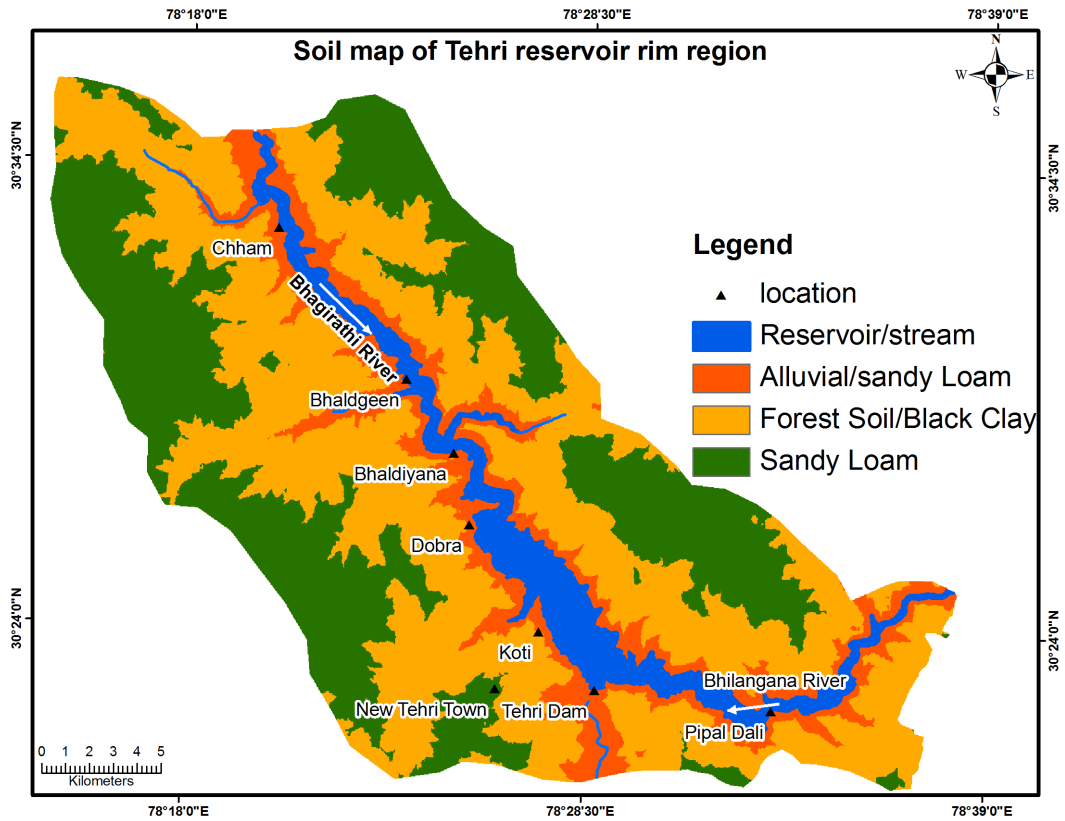 78°18'0"E
78°28'30"E
78°39'0"E
Soil map of Tehri reservoir rim region
N
W
E
S
30°34'30"N
30°34'30"N
Chham
Legend
location
Reservoir/stream
Alluvial/sandy Loam
Forest Soil/Black Clay
Sandy Loam
Bhagirathi River
Bhaldgeen
Bhaldiyana
Dobra
30°24'0"N
30°24'0"N
Koti
Bhilangana River
New Tehri Town
Tehri Dam
Pipal Dali
0 1 2 3 4 5
Kilometers
78°18'0"E
78°28'30"E
78°39'0"E